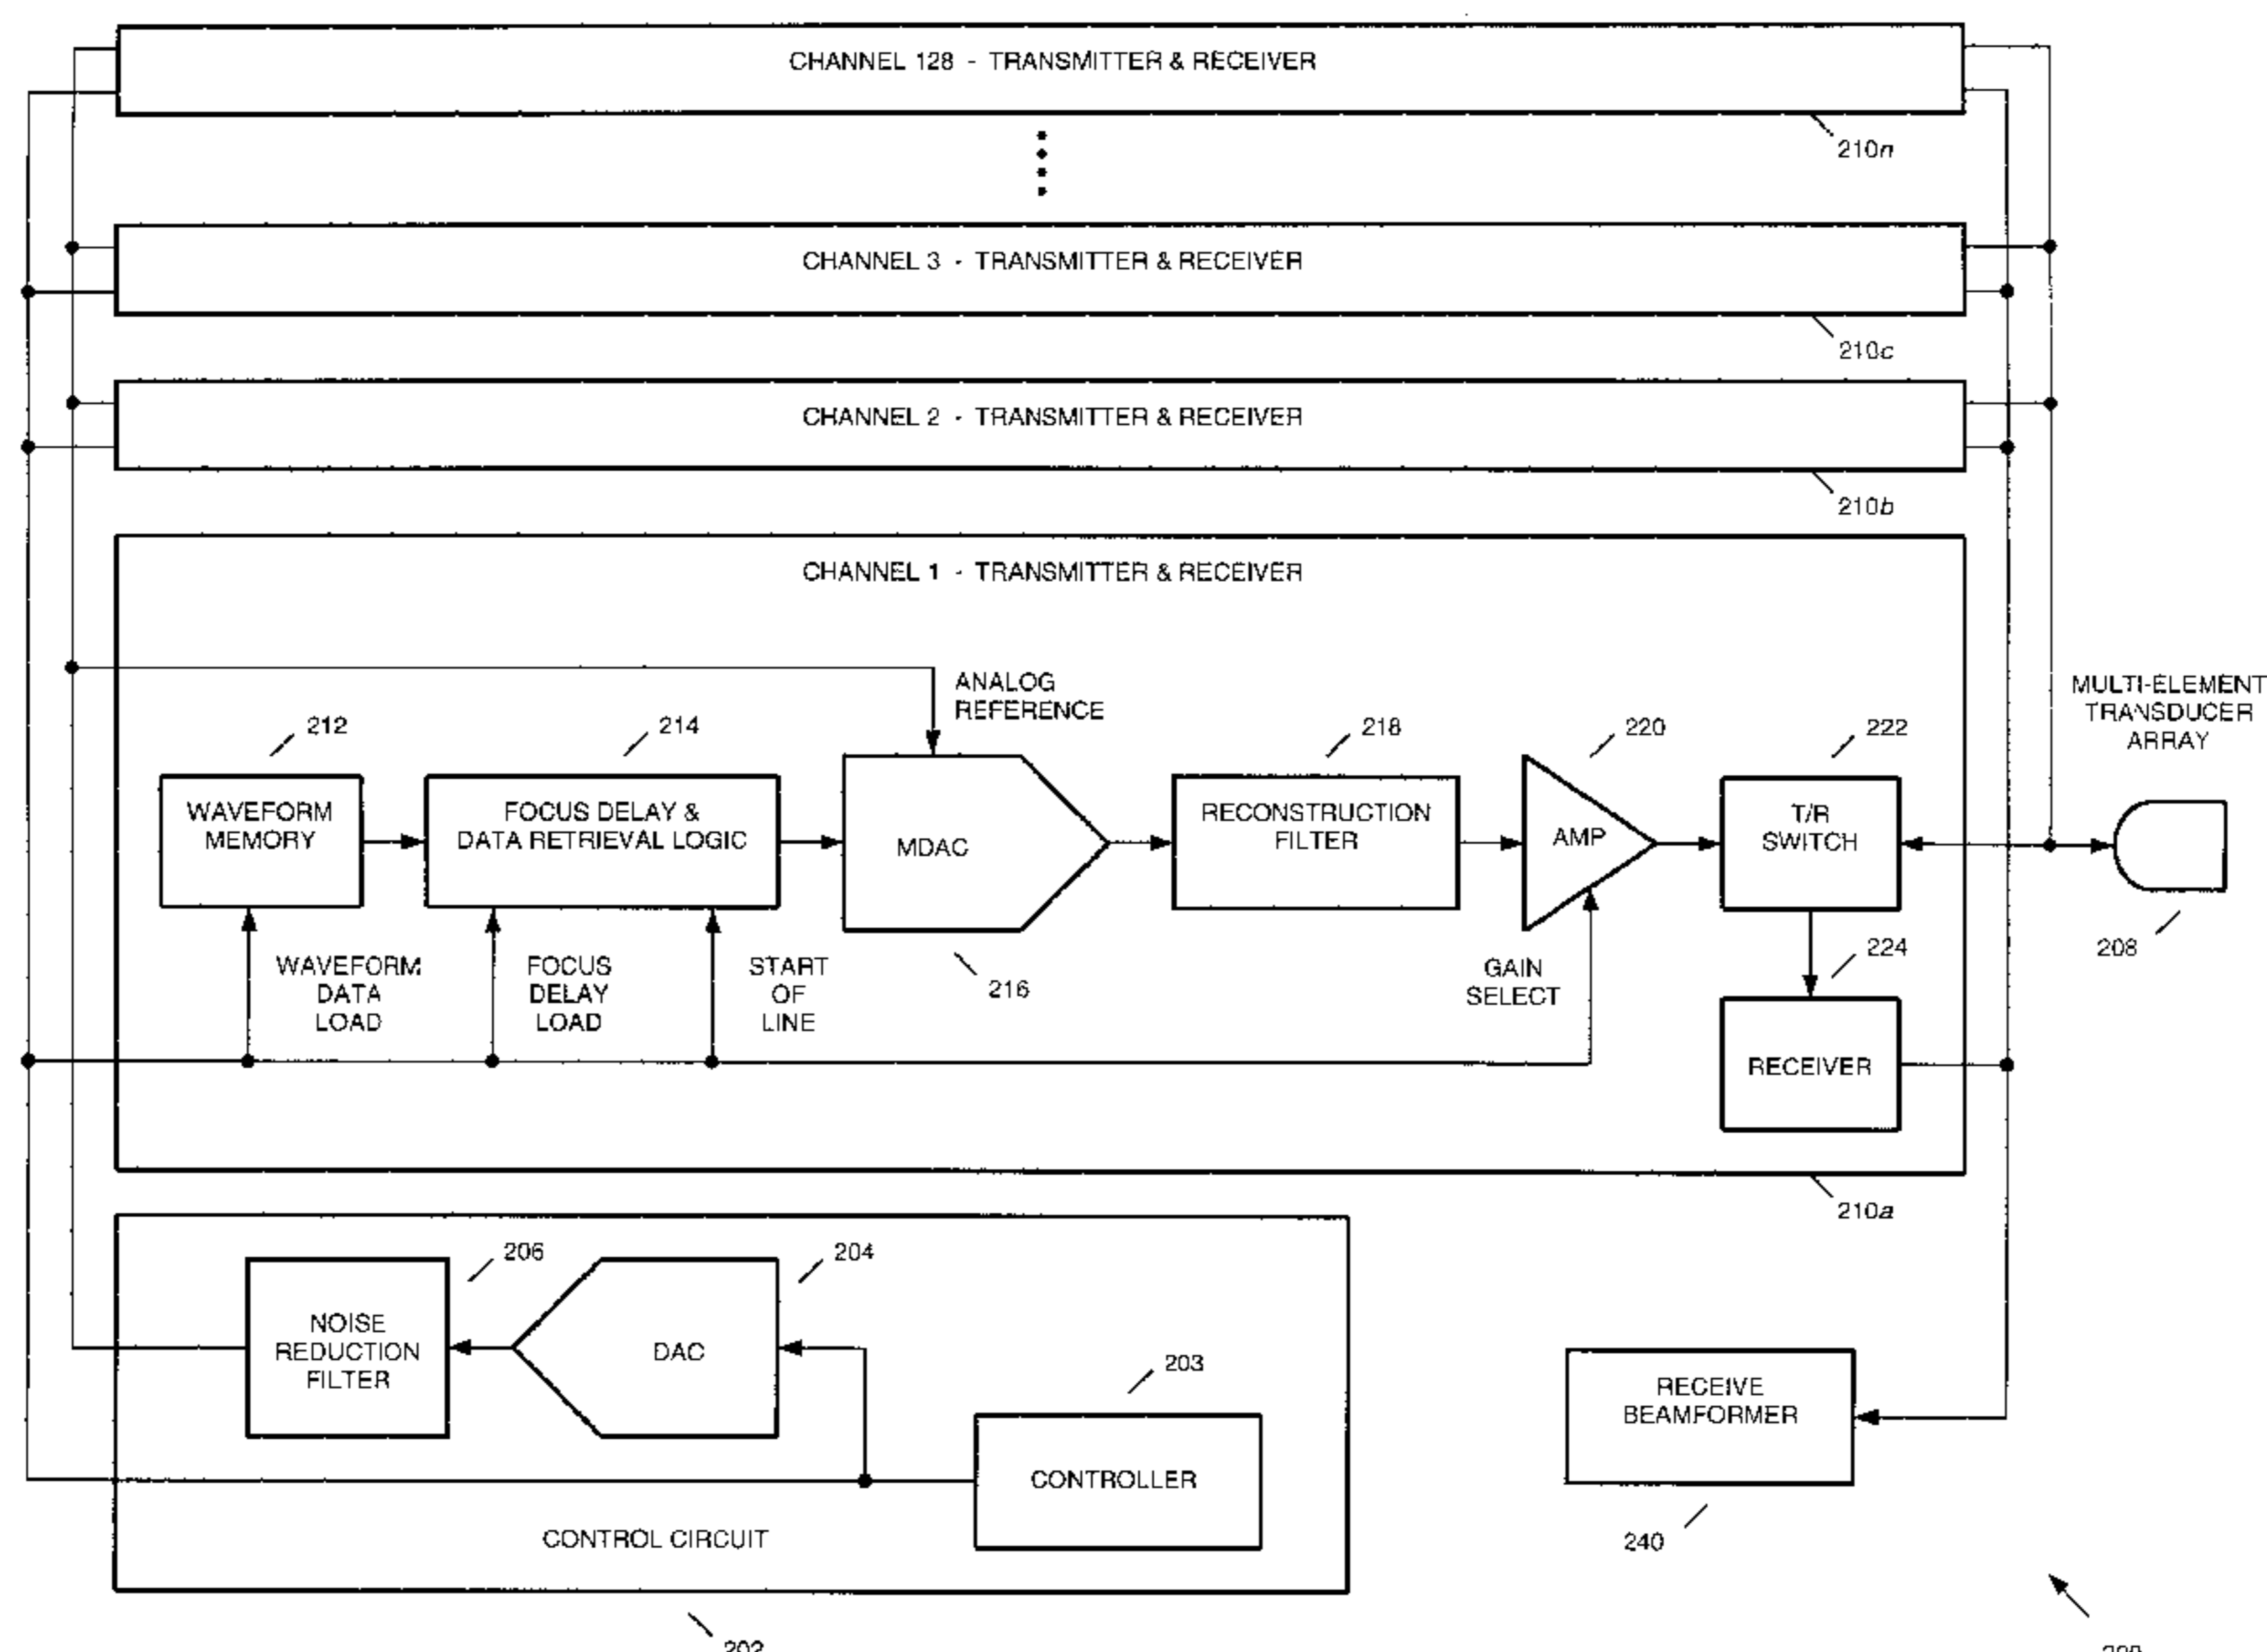 CHANNEL 128 - TRANSMITTER & RECEIVER
210n
CHANNEL 3 - TRANSMITTER & RECEIVER
210c
CHANNEL 2 - TRANSMITTER & RECEIVER
210b
CHANNEL 1 - TRANSMITTER & RECEIVER
ANALOG
REFERENCE
MULTI-ELEMENT
TRANSDUCER
ARRAY
212
214
218
220
222
WAVEFORM
MEMORY
FOCUS DELAY &
DATA RETRIEVAL LOGIC
MDAC
RECONSTRUCTION
FILTER
AMP
T/R
SWITCH
208
WAVEFORM
DATA
LOAD
FOCUS
DELAY
LOAD
START
OF
LINE
216
GAIN
SELECT
224
RECEIVER
210a
206
204
NOISE
REDUCTION
FILTER
DAC
203
CONTROLLER
RECEIVE
BEAMFORMER
240
CONTROL CIRCUIT
202